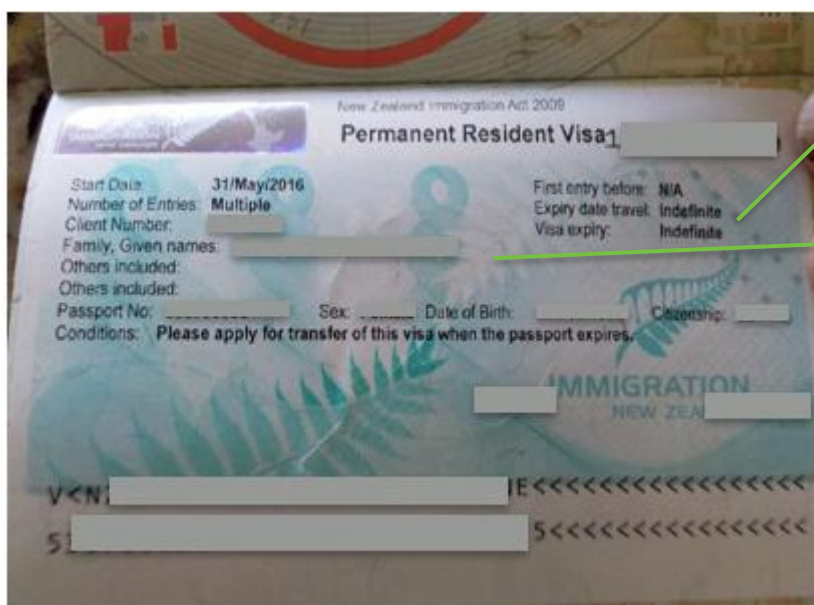 New Zealand Immigration Act 2009
Permanent Resident Visa
Start Date: 31/May/2016
Number of Entries: Multiple
Client Number:
Family, Given names:
Others included:
Others included:
Passport No: Sex: Date of Birth: Citizenship:
Conditions: Please apply for transfer of this visa when the passport expires.
First entry before: N/A
Expiry date travel: Indefinite
Visa expiry: Indefinite
IMMIGRATION
NEW
V<N E<<<<<<<<<<<<<<<<<<
5 5<<<<<<<<<<<<<<<<